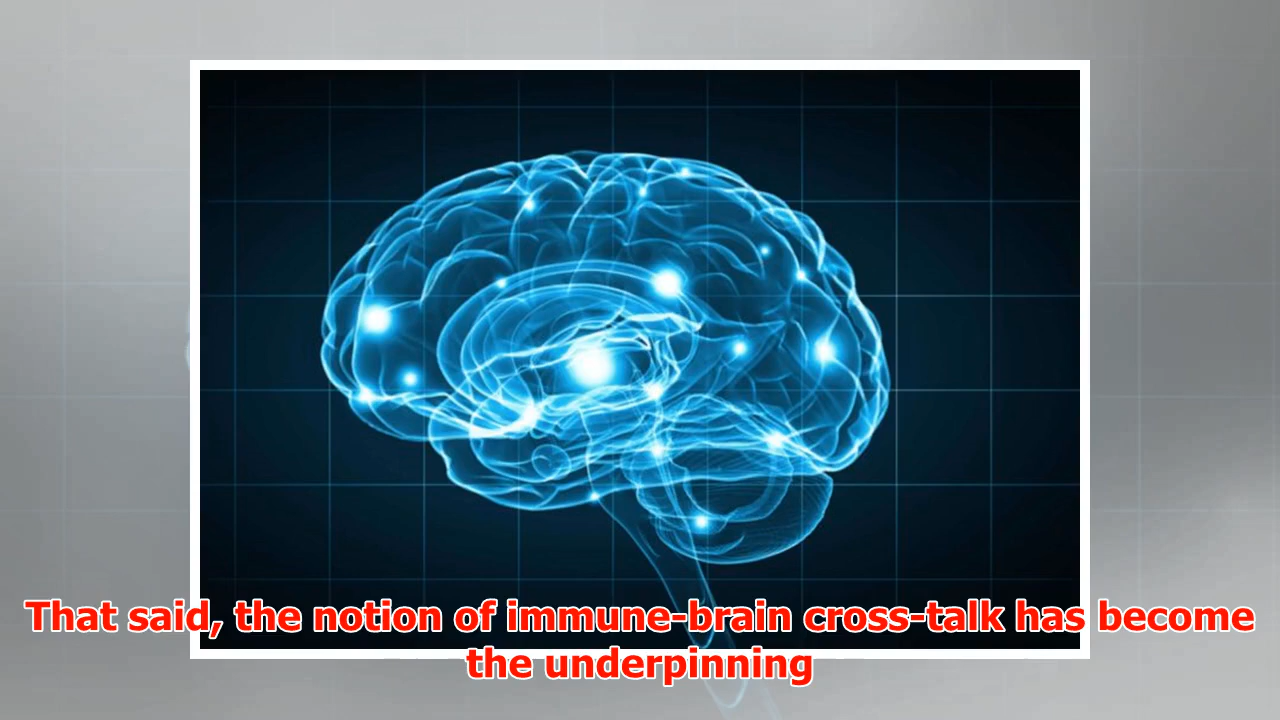 That said, the notion of immune-brain cross-talk has become
the underpinning